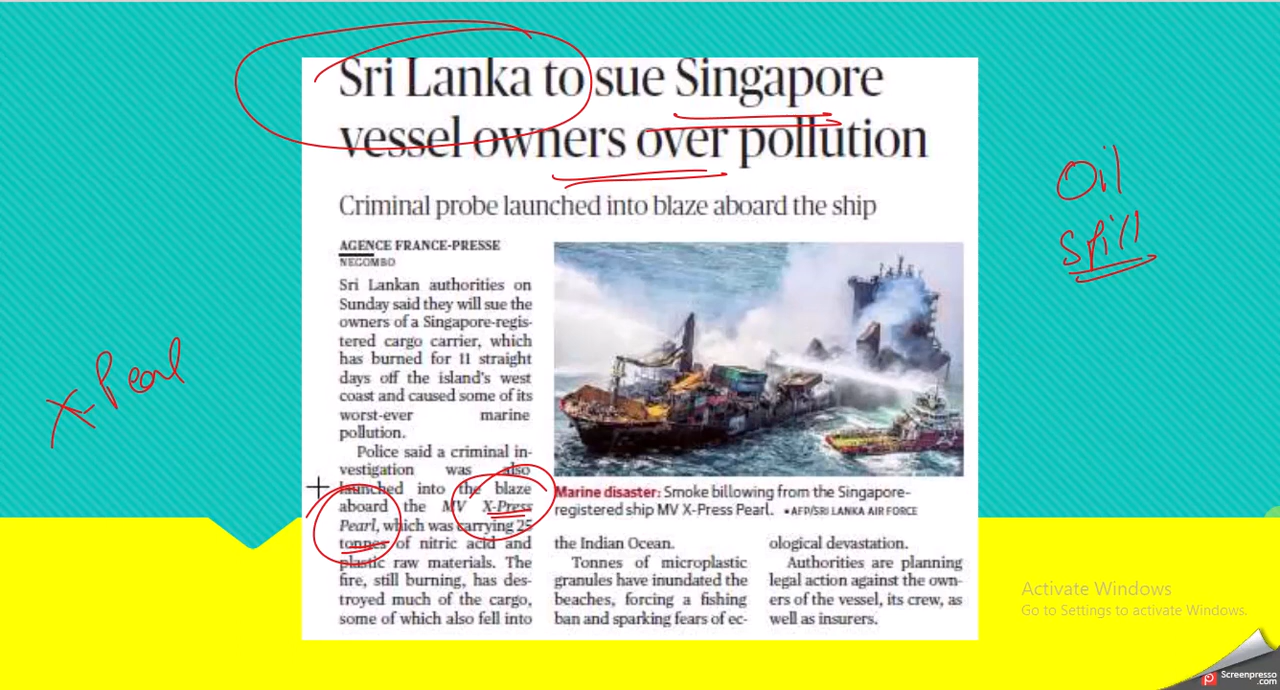 Sri Lanka to sue Singapore
vessel owners over pollution
Criminal probe launched into blaze aboard the ship
AGENCE FRANCE-PRESSE
NEGOMBO
Sri Lankan authorities on
Sunday said they will sue the
owners of a Singapore-regis-
tered cargo carrier, which
has burned for 11 straight
days off the island's west
coast and caused some of its
worst-ever marine
pollution.
Police said a criminal in-
vestigation was also
launched into the blaze
aboard the MV X-Press
Pearl, which was carrying 25
tonnes of nitric acid and
plastic raw materials. The
fire, still burning, has des-
troyed much of the cargo,
some of which also fell into
Marine disaster: Smoke billowing from the Singapore-
registered ship MV X-Press Pearl. • AFP/SRI LANKA AIR FORCE
the Indian Ocean.
Tonnes of microplastic
granules have inundated the
beaches, forcing a fishing
ban and sparking fears of ec-
ological devastation.
Authorities are planning
legal action against the own-
ers of the vessel, its crew, as
well as insurers.
X-Pearl
Oil
Spill
Activate Windows
Go to Settings to activate Windows.
Screenpresso
.com